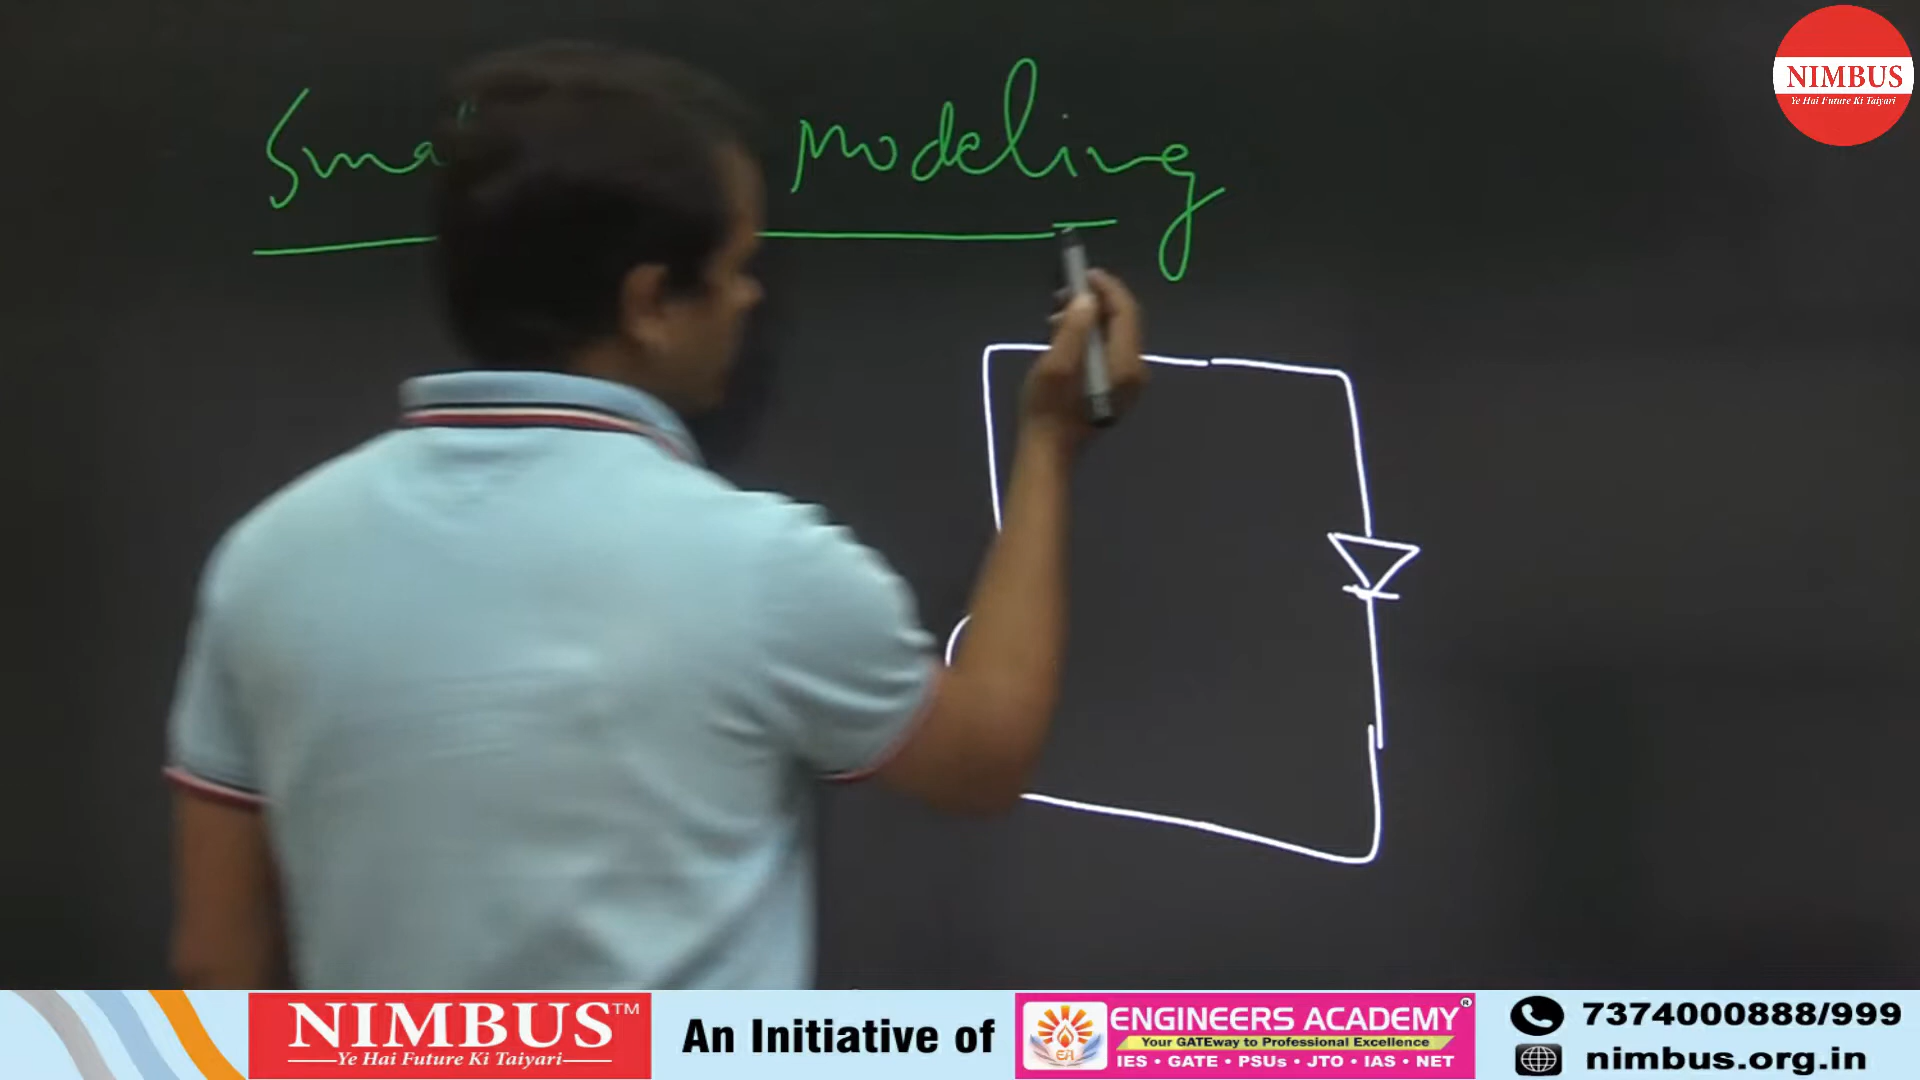 Sma Modeling
NIMBUS
Ye Hai Future Ki Taiyari
NIMBUS™
Ye Hai Future Ki Taiyari
An Initiative of
ENGINEERS ACADEMY®
Your GATEway to Professional Excellence
EA
IES • GATE • PSUs • JTO • IAS • NET
7374000888/999
nimbus.org.in